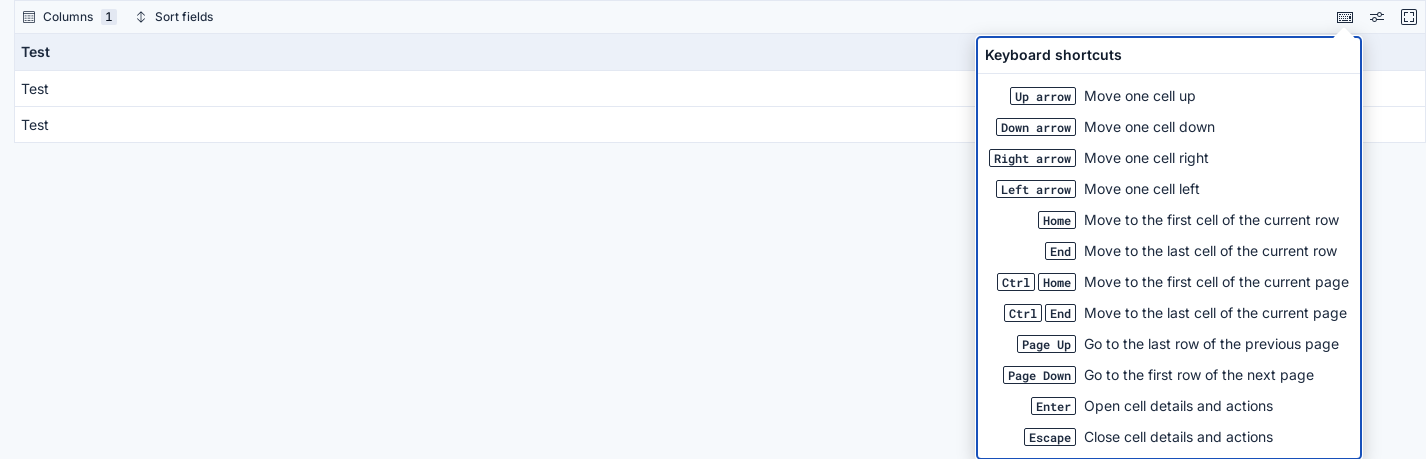 Columns 1 Sort fields
Test
Test
Test
Keyboard shortcuts
Up arrow Move one cell up
Down arrow Move one cell down
Right arrow Move one cell right
Left arrow Move one cell left
Home Move to the first cell of the current row
End Move to the last cell of the current row
Ctrl Home Move to the first cell of the current page
Ctrl End Move to the last cell of the current page
Page Up Go to the last row of the previous page
Page Down Go to the first row of the next page
Enter Open cell details and actions
Escape Close cell details and actions